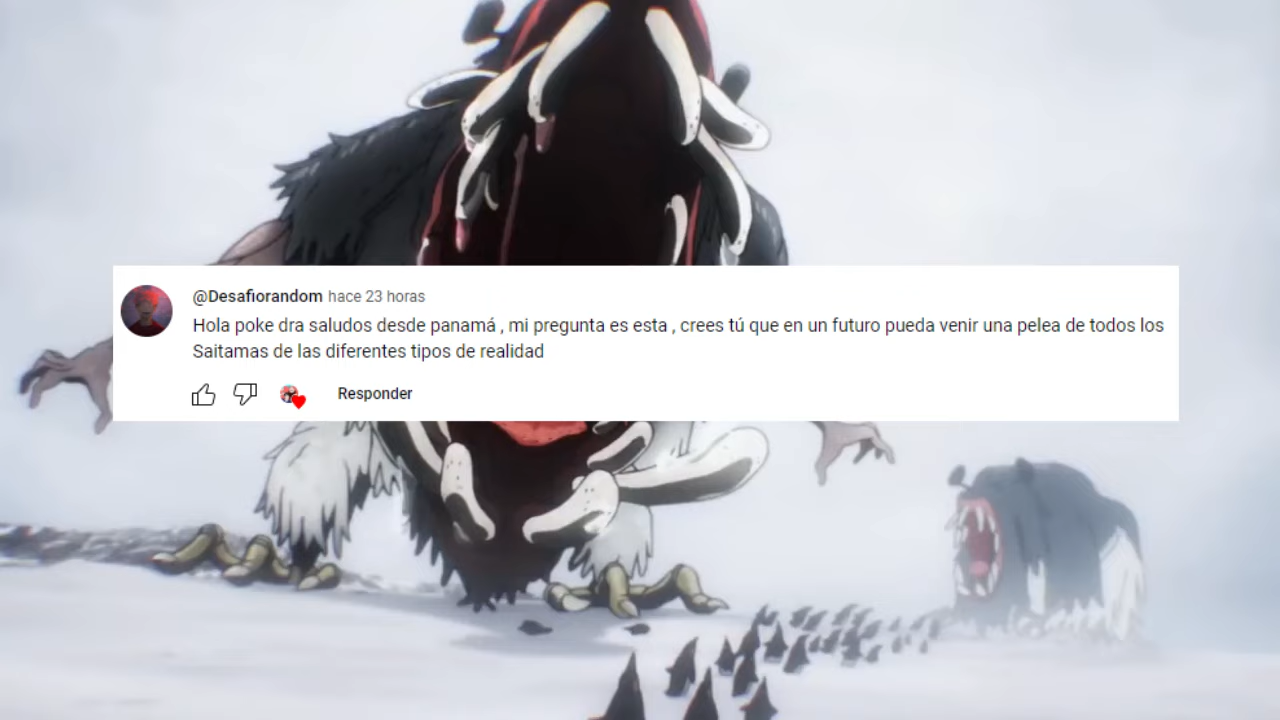 @Desafiorandom hace 23 horas
Hola poke dra saludos desde panamá , mi pregunta es esta , crees tú que en un futuro pueda venir una pelea de todos los
Saitamas de las diferentes tipos de realidad
Responder